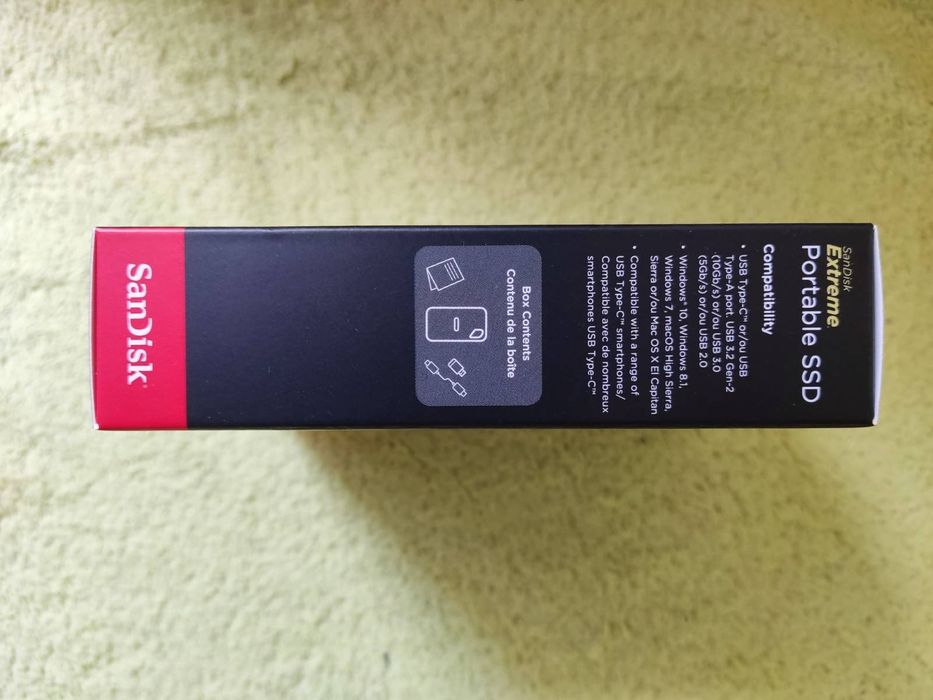 SanDisk
Extreme
Portable SSD
Compatibility
• USB Type-C™ or/ou USB
Type-A port, USB 3.2 Gen-2
(10Gb/s) or/ou USB 3.0
(5Gb/s) or/ou USB 2.0
• Windows® 10, Windows 8.1,
Windows 7, macOS High Sierra,
Sierra or/ou Mac OS X El Capitan
• Compatible with a range of
USB Type-C™ smartphones/
Compatible avec de nombreux
smartphones USB Type-C™
Box Contents
Contenu de la boîte
SanDisk®